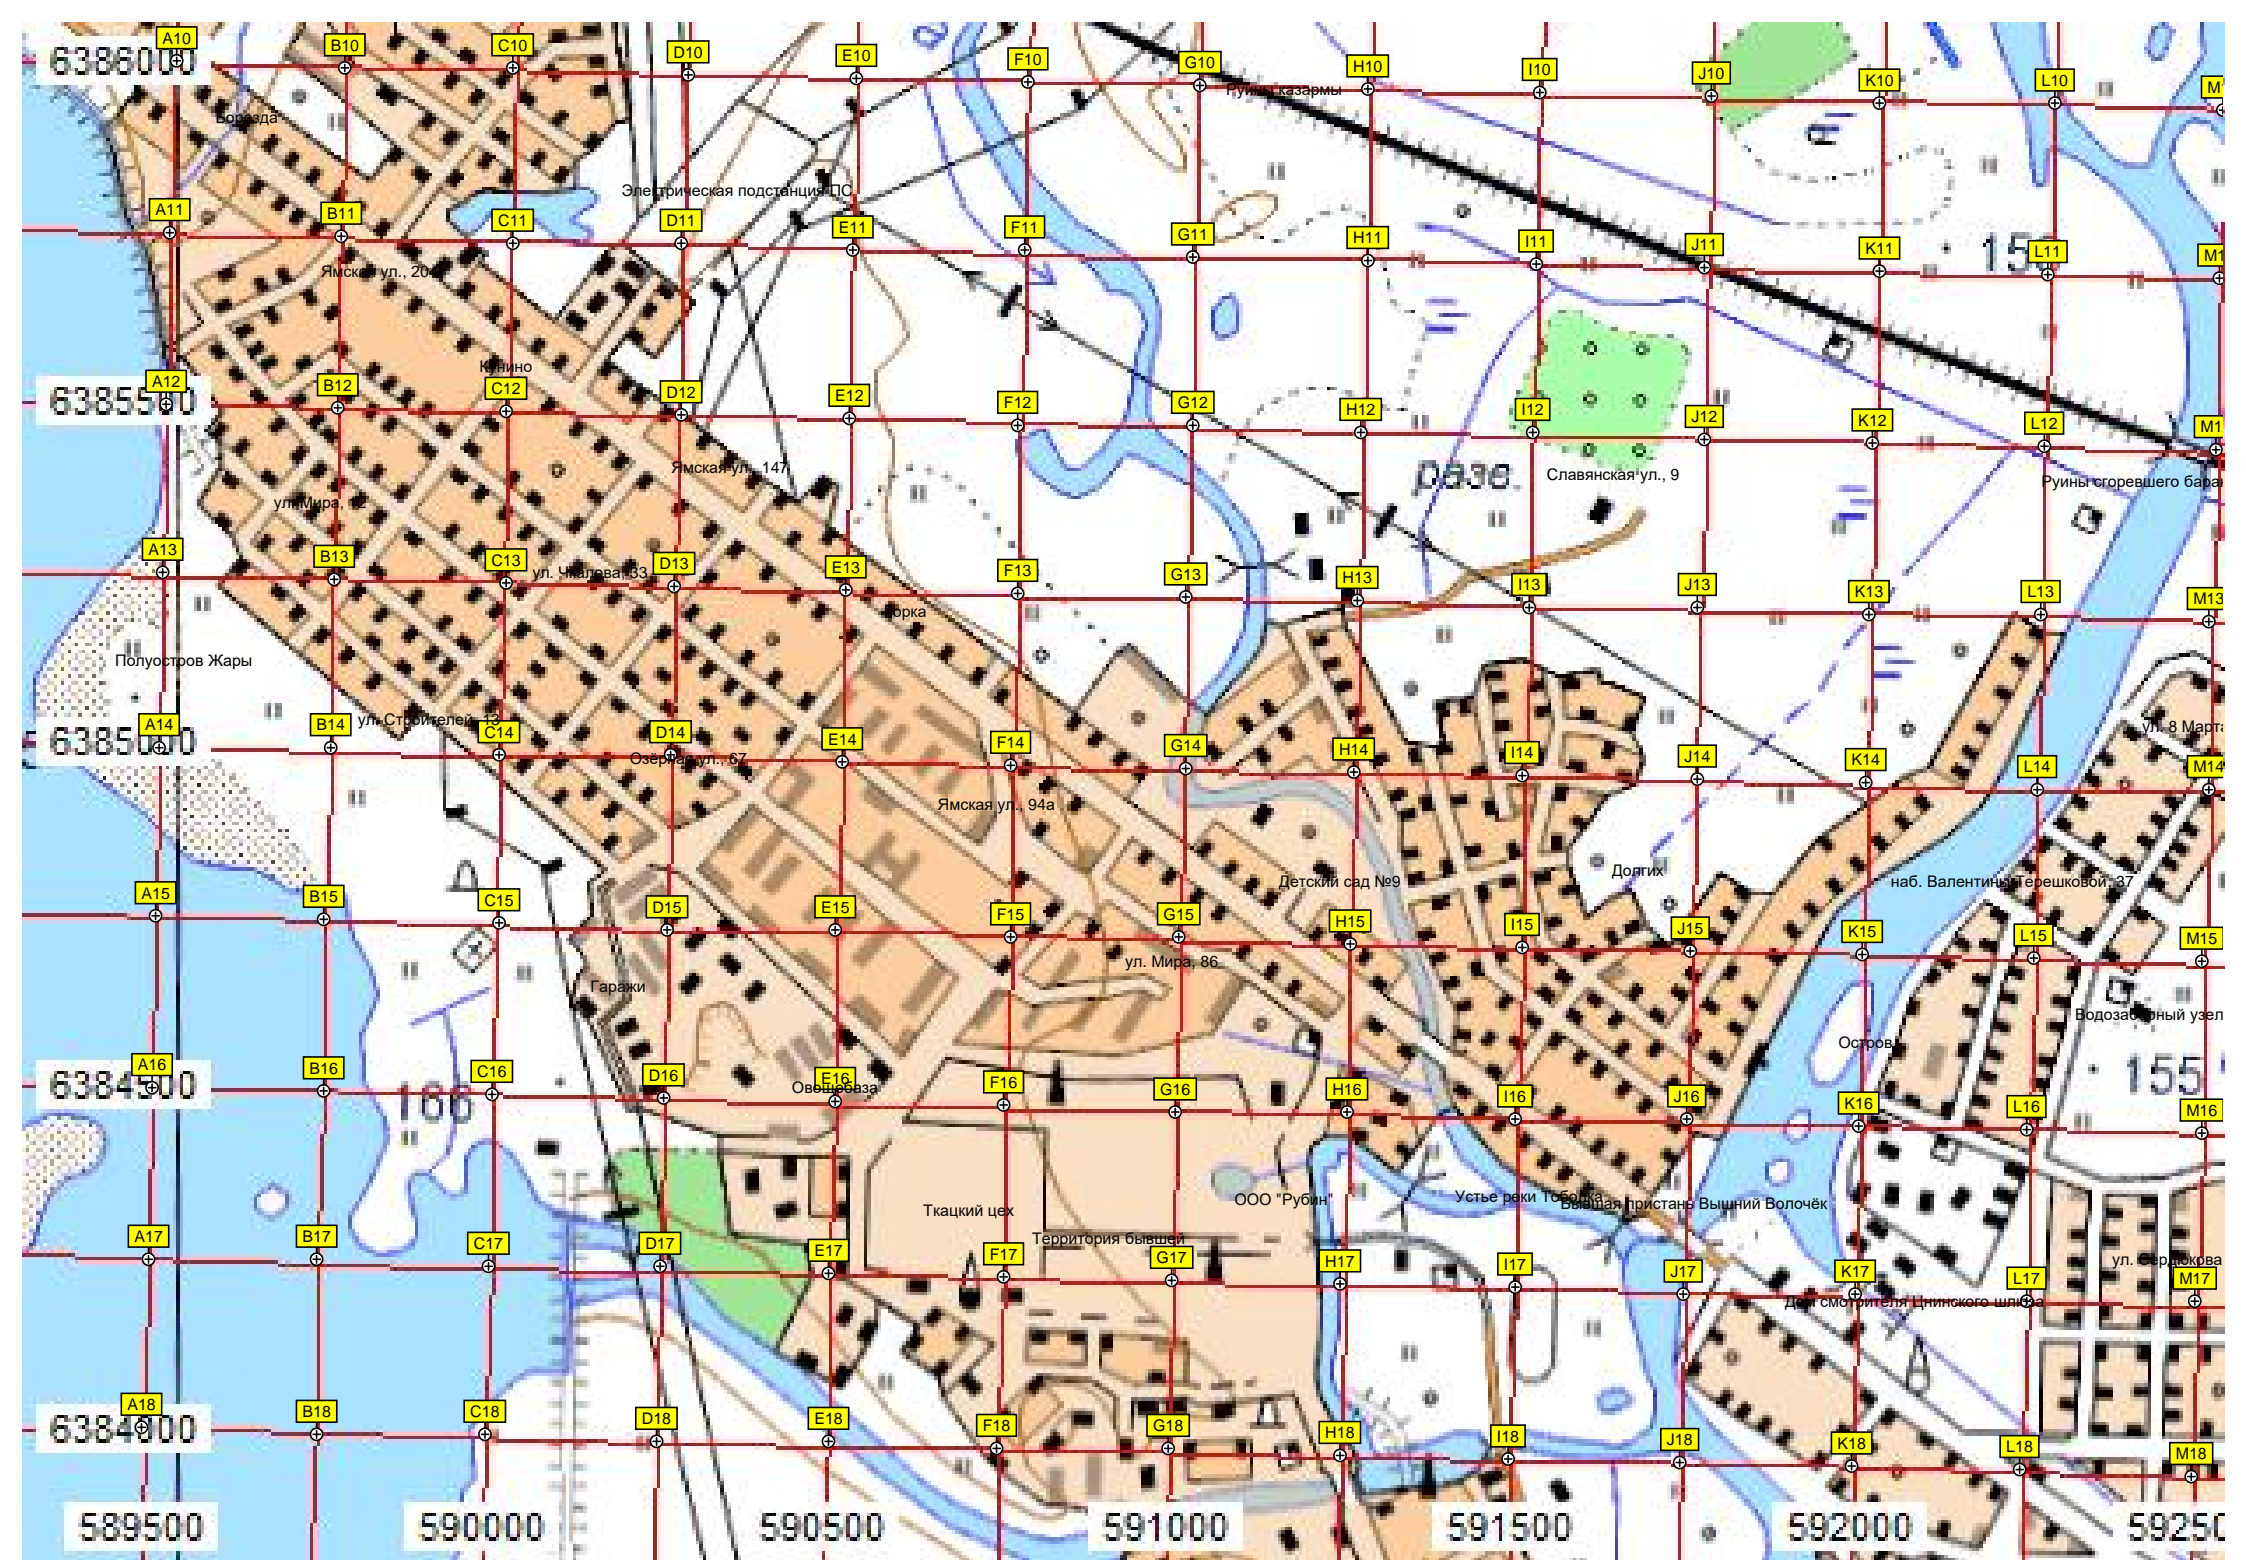 A10 B10 C10 D10 E10 F10 G10 H10 I10 J10 K10 L10
6386000
Руины казармы
Борозда
Электрическая подстанция ПС
A11 B11 C11 D11 E11 F11 G11 H11 I11 J11 K11 L11
Ямская ул., 20
Кунино
A12 B12 C12 D12 E12 F12 G12 H12 I12 J12 K12 L12
6385500
Ямская ул., 147
разв.
Славянская ул., 9
Руины сгоревшего
ул. Мира,
A13 B13 C13 D13 E13 F13 G13 H13 I13 J13 K13 L13 M13
ул. Чкалова, 33
Полуостров Жары
ул. Строителей, 13
ул. 8 Марта
A14 B14 C14 D14 E14 F14 G14 H14 I14 J14 K14 L14 M14
6385000
Озёрная ул., 67
Ямская ул., 94а
Долгих
Детский сад №9
наб. Валентины Терешковой, 37
A15 B15 C15 D15 E15 F15 G15 H15 I15 J15 K15 L15 M15
ул. Мира, 86
Гаражи
Водозаборный узел
Остров
155
A16 B16 C16 D16 E16 F16 G16 H16 I16 J16 K16 L16 M16
6384500
Овощебаза
166
Устье реки
Бывшая пристань Вышний Волочёк
ООО "Рубин"
Ткацкий цех
Территория бывшей
A17 B17 C17 D17 E17 F17 G17 H17 I17 J17 K17 L17 M17
ул. Сердюкова
Дом смотрителя Цнинского шлюза
A18 B18 C18 D18 E18 F18 G18 H18 I18 J18 K18 L18 M18
6384000
589500 590000 590500 591000 591500 592000